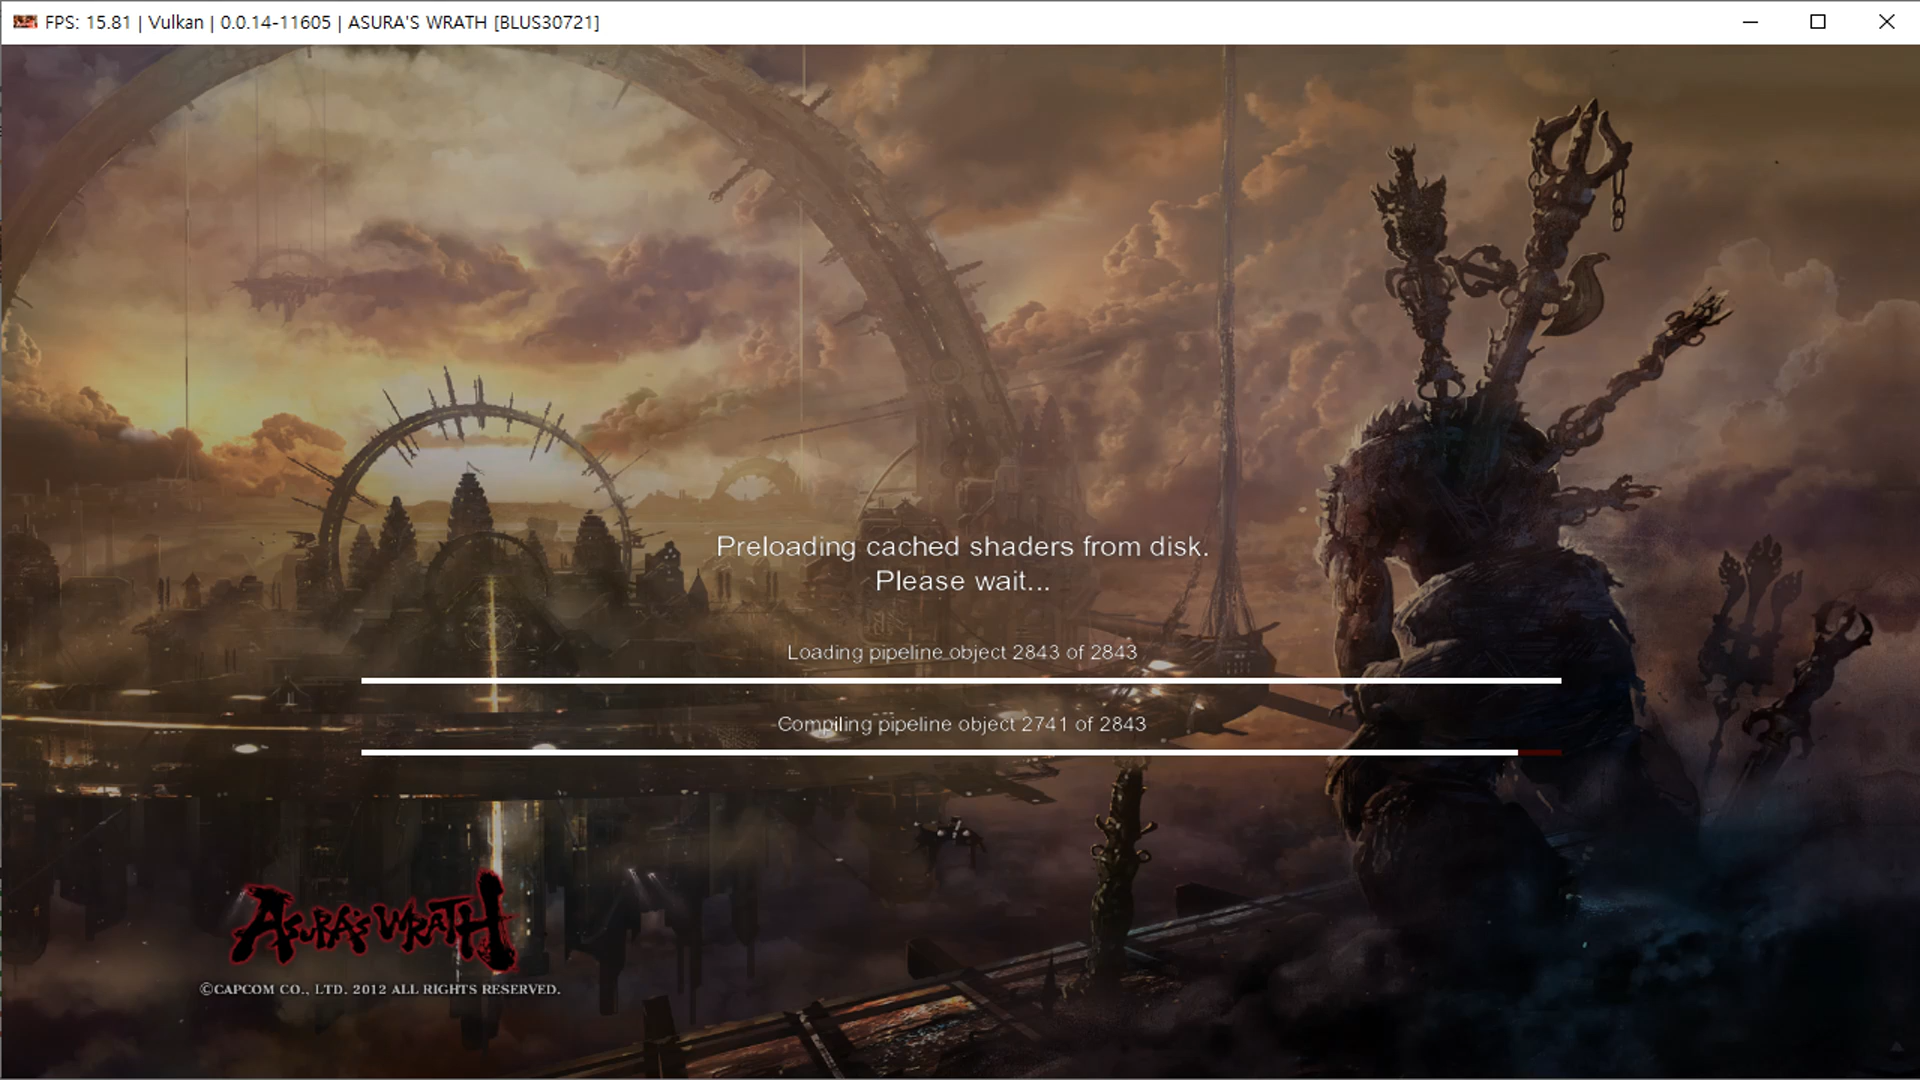 FPS: 15.81 | Vulkan | 0.0.14-11605 | ASURA'S WRATH [BLUS30721]
Preloading cached shaders from disk.
Please wait...
Loading pipeline object 2843 of 2843
Compiling pipeline object 2741 of 2843
ASURA'S WRATH
©CAPCOM CO., LTD. 2012 ALL RIGHTS RESERVED.